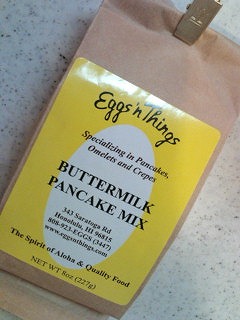 Eggs 'n Things
Specializing in Pancakes,
Omelets and Crepes
BUTTERMILK
PANCAKE MIX
343 Saratoga Rd
Honolulu, HI 96815
808-923-EGGS (3447)
www.eggsnthings.com
The Spirit of Aloha & Quality Food
NET WT 8oz (227g)